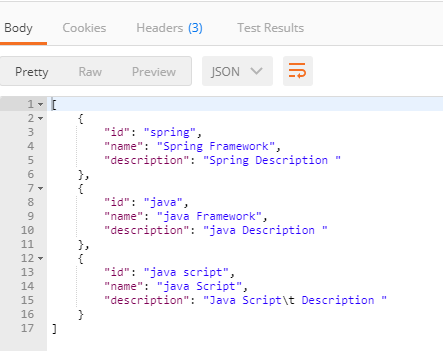 Body Cookies Headers (3) Test Results
Pretty Raw Preview JSON
1 [
2 {
3 "id": "spring",
4 "name": "Spring Framework",
5 "description": "Spring Description "
6 },
7 {
8 "id": "java",
9 "name": "java Framework",
10 "description": "java Description "
11 },
12 {
13 "id": "java script",
14 "name": "java Script",
15 "description": "Java Script\t Description "
16 }
17 ]